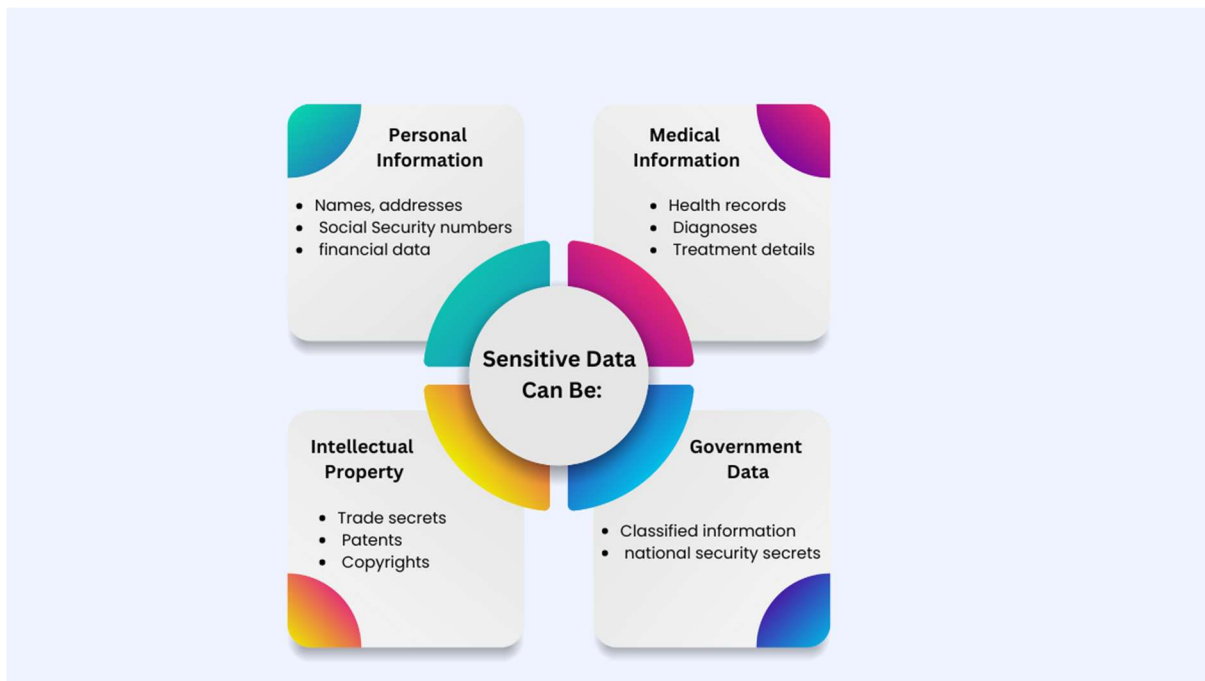 Personal
Information
• Names, addresses
• Social Security numbers
• financial data
Medical
Information
• Health records
• Diagnoses
• Treatment details
Sensitive Data
Can Be:
Intellectual
Property
• Trade secrets
• Patents
• Copyrights
Government
Data
• Classified information
• national security secrets